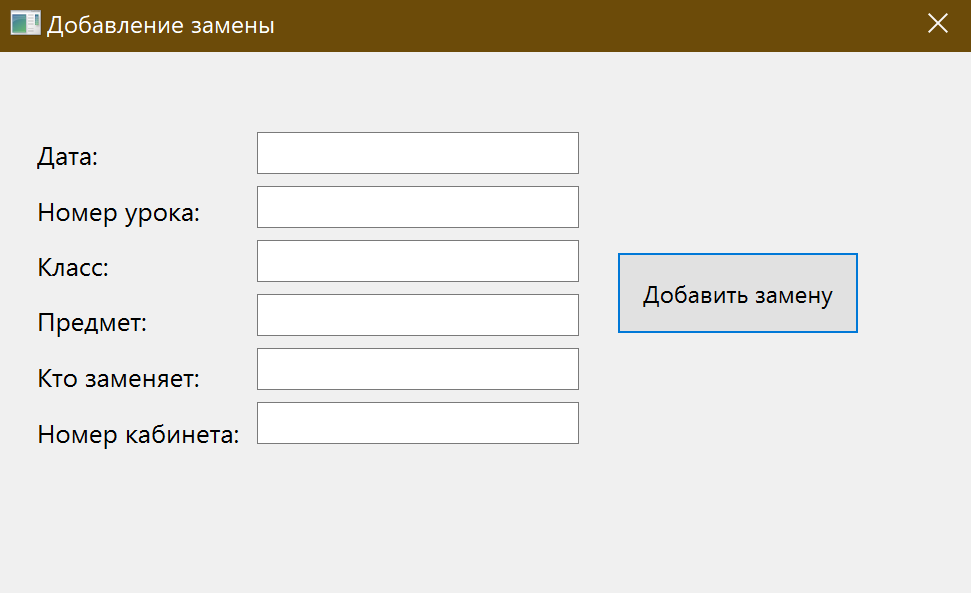 Добавление замены
Дата:
Номер урока:
Класс:
Добавить замену
Предмет:
Кто заменяет:
Номер кабинета: